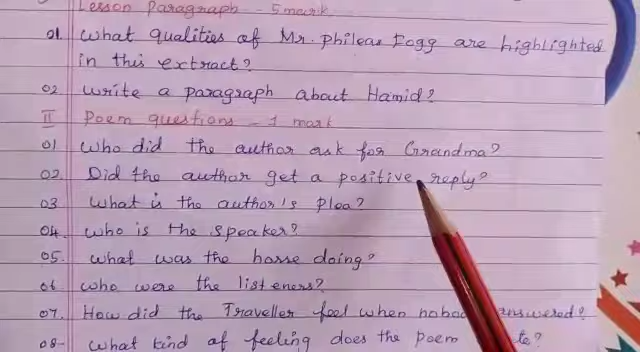 Lesson Paragraph - 5 mark
01. What qualities of Mr. Phileas Fogg are highlighted
in this extract?
02 Write a paragraph about Hamid?
II Poem questions - 1 mark
01 Who did the author ask for Grandma?
02. Did the author get a positive reply?
03 What is the author's plea?
04. who is the speaker?
05. what was the horse doing?
06 who were the listeners?
07. How did the Traveller feel when answered?
08- what kind of feeling does the poem